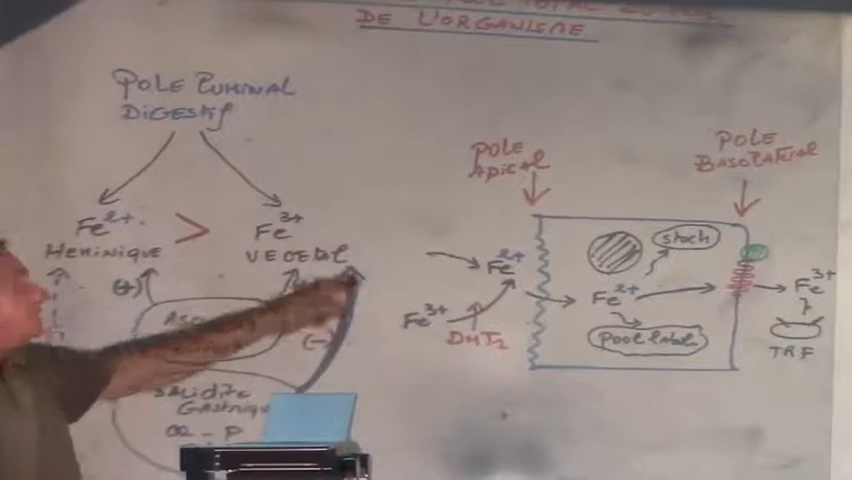 DE L'ORGANISME
POLE LUMINAL
DIGESTIF
Fe2+ > Fe3+
HEMINIQUE VEGETAL
(+)
(-)
GASTRIQUE
POLE
APICAL
POLE
BASOLATERAL
stock
Fe2+
Fe3+
DMT1
Fe2+
Pool labil
Fe3+
TRF